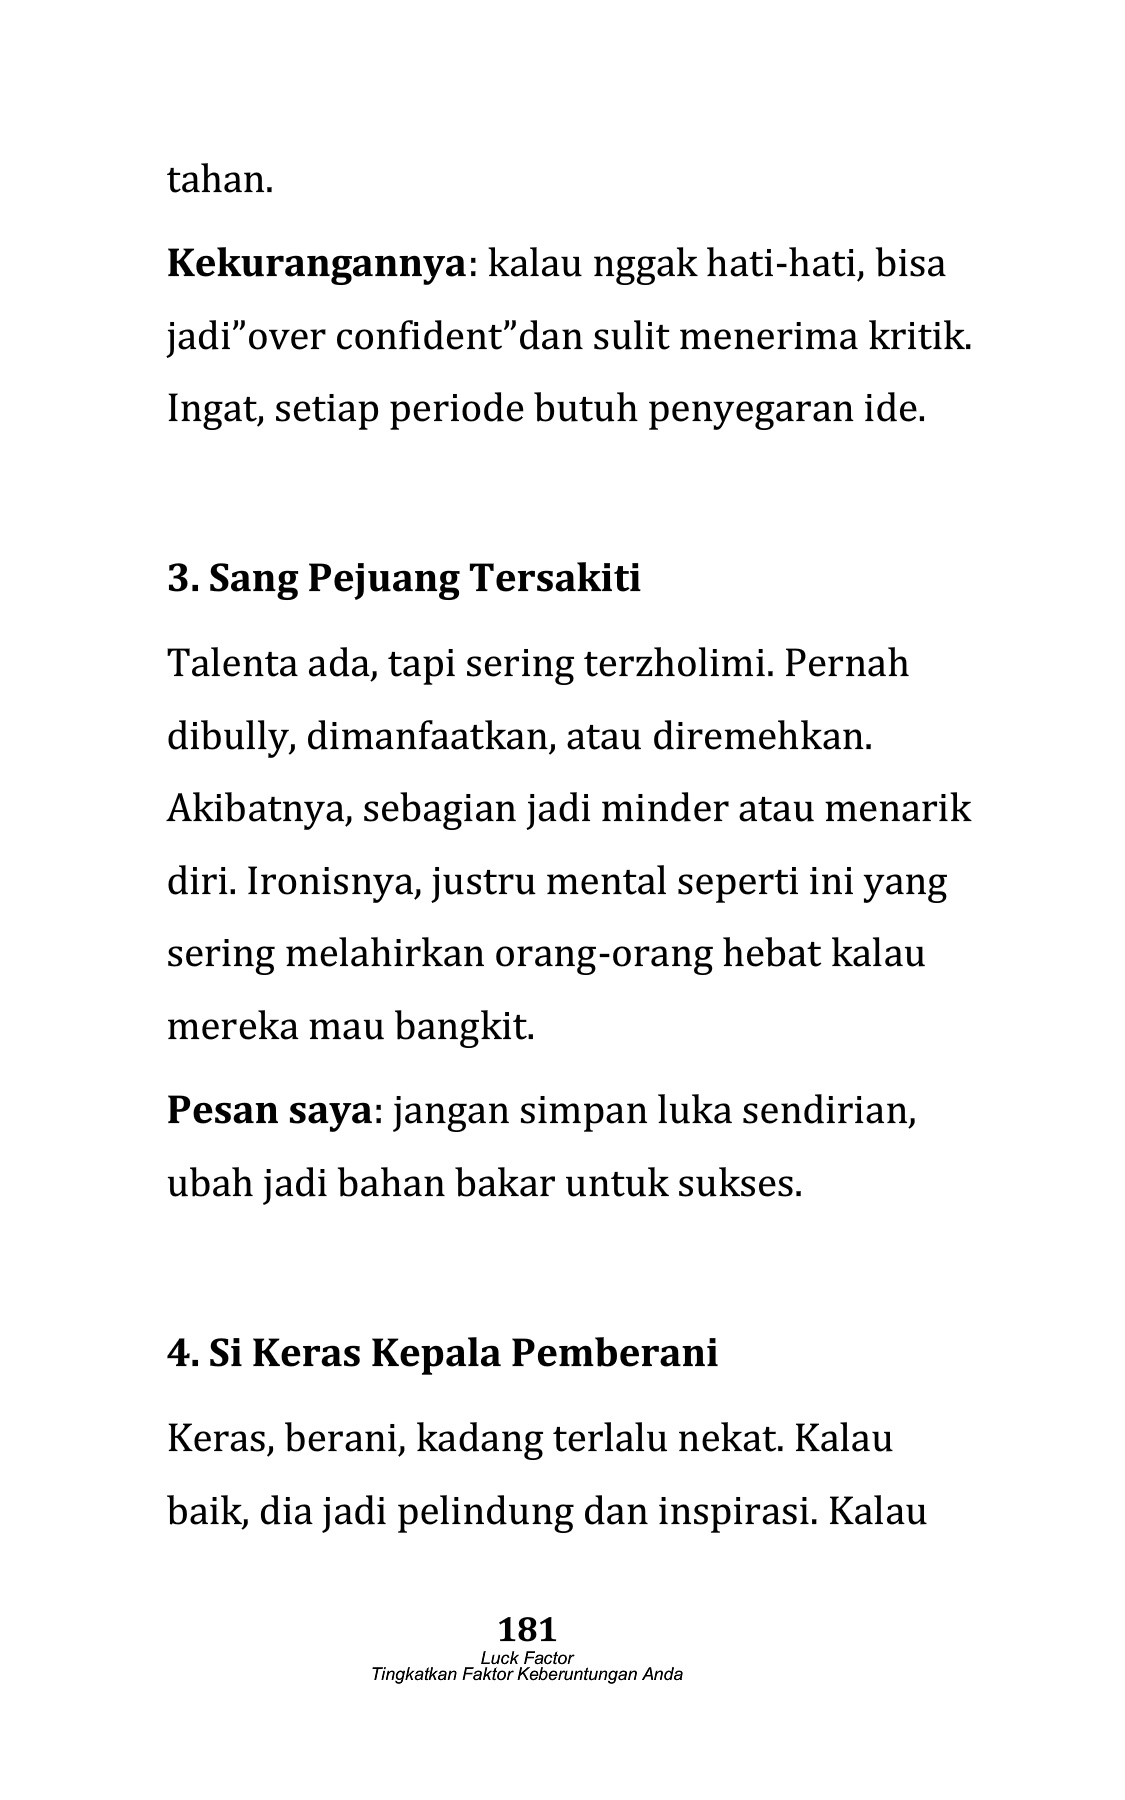 tahan.
Kekurangannya: kalau nggak hati-hati, bisa
jadi”over confident”dan sulit menerima kritik.
Ingat, setiap periode butuh penyegaran ide.
3. Sang Pejuang Tersakiti
Talenta ada, tapi sering terzholimi. Pernah
dibully, dimanfaatkan, atau diremehkan.
Akibatnya, sebagian jadi minder atau menarik
diri. Ironisnya, justru mental seperti ini yang
sering melahirkan orang-orang hebat kalau
mereka mau bangkit.
Pesan saya: jangan simpan luka sendirian,
ubah jadi bahan bakar untuk sukses.
4. Si Keras Kepala Pemberani
Keras, berani, kadang terlalu nekat. Kalau
baik, dia jadi pelindung dan inspirasi. Kalau
181
Luck Factor
Tingkatkan Faktor Keberuntungan Anda